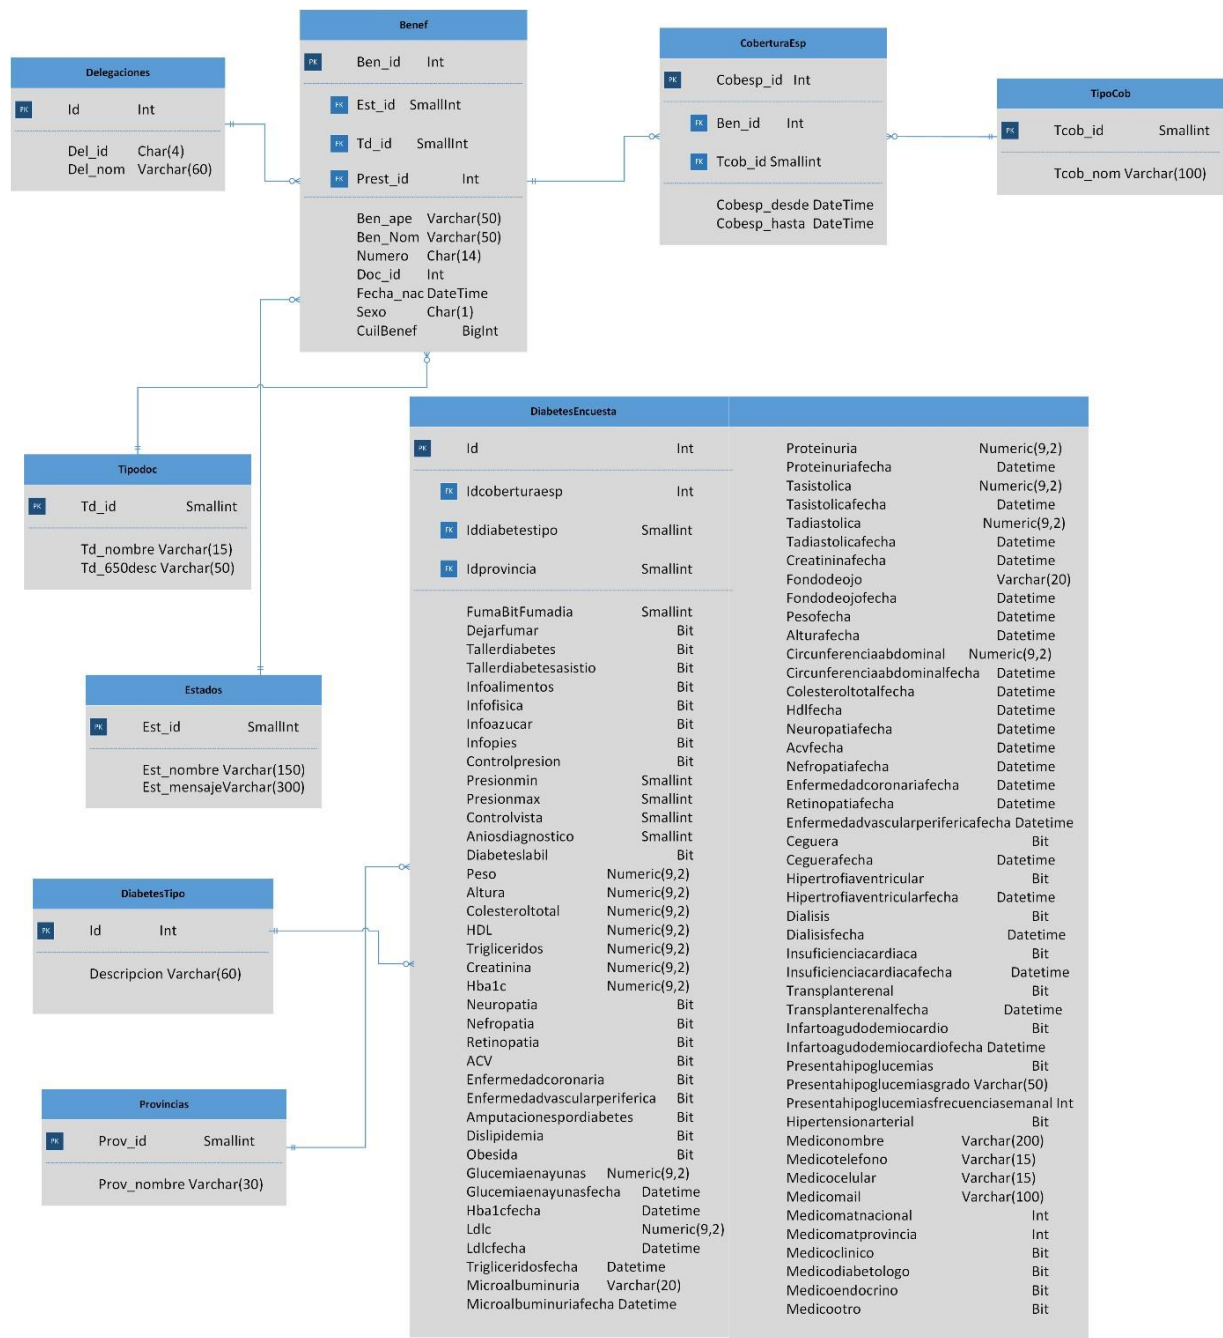 Benef
PK Ben_id Int
FK Est_id SmallInt
FK Td_id SmallInt
FK Prest_id Int
Ben_ape Varchar(50)
Ben_Nom Varchar(50)
Numero Char(14)
Doc_id Int
Fecha_nac DateTime
Sexo Char(1)
CuilBenef BigInt
Delegaciones
PK Id Int
Del_id Char(4)
Del_nom Varchar(60)
CoberturaEsp
PK Cobesp_id Int
FK Ben_id Int
FK Tcob_id Smallint
Cobesp_desde DateTime
Cobesp_hasta DateTime
TipoCob
PK Tcob_id Smallint
Tcob_nom Varchar(100)
Tipodoc
PK Td_id Smallint
Td_nombre Varchar(15)
Td_650desc Varchar(50)
Estados
PK Est_id SmallInt
Est_nombre Varchar(150)
Est_mensajeVarchar(300)
DiabetesTipo
PK Id Int
Descripcion Varchar(60)
Provincias
PK Prov_id Smallint
Prov_nombre Varchar(30)
DiabetesEncuesta
PK Id Int
FK Idcoberturaesp Int
FK Iddiabetestipo Smallint
FK Idprovincia Smallint
FumaBitFumadia Smallint
Dejarfumar Bit
Tallerdiabetes Bit
Tallerdiabetesasistio Bit
Infoalimentos Bit
Infofisica Bit
Infoazucar Bit
Infopies Bit
Controlpresion Bit
Presionmin Smallint
Presionmax Smallint
Controlvista Smallint
Aniosdiagnostico Smallint
Diabeteslabil Bit
Peso Numeric(9,2)
Altura Numeric(9,2)
Colesteroltotal Numeric(9,2)
HDL Numeric(9,2)
Trigliceridos Numeric(9,2)
Creatinina Numeric(9,2)
Hba1c Numeric(9,2)
Neuropatia Bit
Nefropatia Bit
Retinopatia Bit
ACV Bit
Enfermedadcoronaria Bit
Enfermedadvascularperiferica Bit
Amputacionespordiabetes Bit
Dislipidemia Bit
Obesida Bit
Glucemiaenayunas Numeric(9,2)
Glucemiaenayunasfecha Datetime
Hba1cfecha Datetime
Ldlc Numeric(9,2)
Ldlcfecha Datetime
Trigliceridosfecha Datetime
Microalbuminuria Varchar(20)
Microalbuminuriafecha Datetime
Proteinuria Numeric(9,2)
Proteinuriafecha Datetime
Tasistolica Numeric(9,2)
Tasistolicafecha Datetime
Tadiastolica Numeric(9,2)
Tadiastolicafecha Datetime
Creatininafecha Datetime
Fondodeojo Varchar(20)
Fondodeojofecha Datetime
Pesofecha Datetime
Alturafecha Datetime
Circunferenciaabdominal Numeric(9,2)
Circunferenciaabdominalfecha Datetime
Colesteroltotalfecha Datetime
Hdlfecha Datetime
Neuropatiafecha Datetime
Acvfecha Datetime
Nefropatiafecha Datetime
Enfermedadcoronariafecha Datetime
Retinopatiafecha Datetime
Enfermedadvascularperifericafecha Datetime
Ceguera Bit
Ceguerafecha Datetime
Hipertrofiaventricular Bit
Hipertrofiaventricularfecha Datetime
Dialisis Bit
Dialisisfecha Datetime
Insuficienciacardiaca Bit
Insuficienciacardiacafecha Datetime
Transplanterenal Bit
Transplanterenalfecha Datetime
Infartoagudodemiocardio Bit
Infartoagudodemiocardiofecha Datetime
Presentahipoglucemias Bit
Presentahipoglucemiasgrado Varchar(50)
Presentahipoglucemiasfrecuenciasemanal Int
Hipertensionarterial Bit
Mediconombre Varchar(200)
Medicotelefono Varchar(15)
Medicocelular Varchar(15)
Medicomail Varchar(100)
Medicomatnacional Int
Medicomatprovincia Int
Medicoclinico Bit
Medicodiabetologo Bit
Medicoendocrino Bit
Medicootro Bit